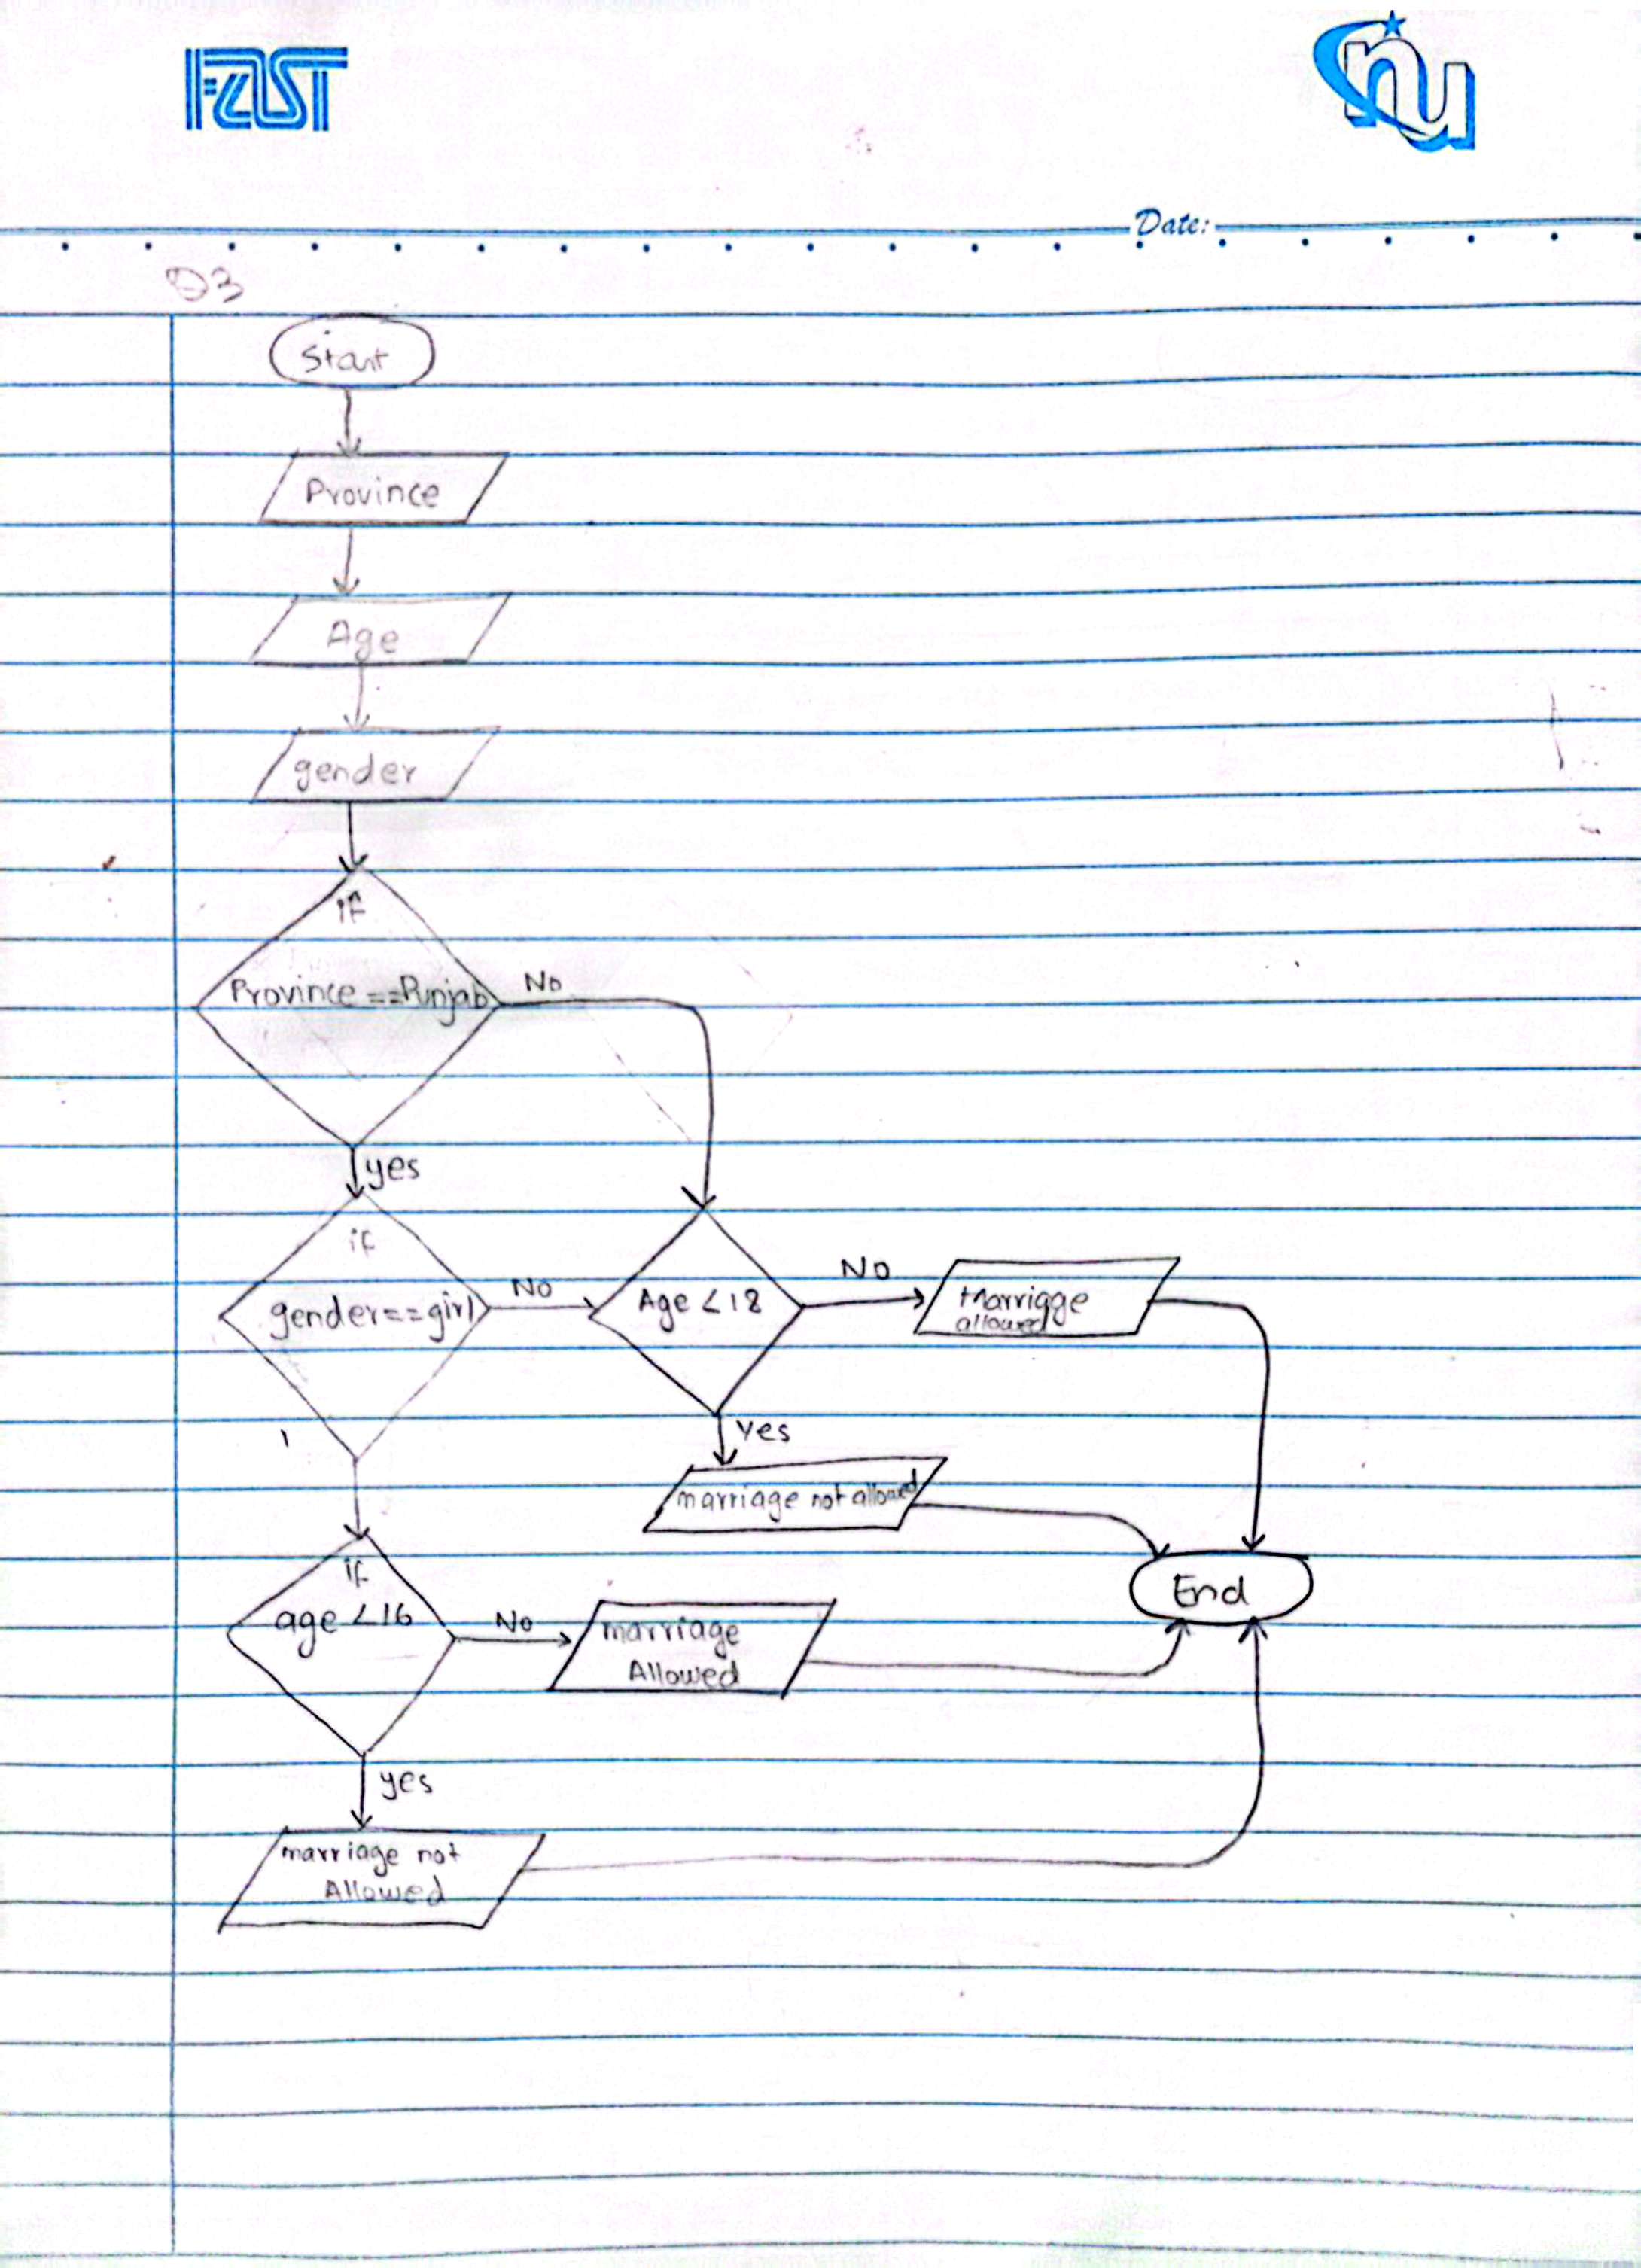 FAST
nu
Date:
Q3
Start
Province
Age
gender
if
Province ==Punjab
No
yes
if
gender==girl
No
Age <18
No
Marriage
allowed
Yes
marriage not allowed
End
if
age <16
No
marriage
Allowed
yes
marriage not
Allowed